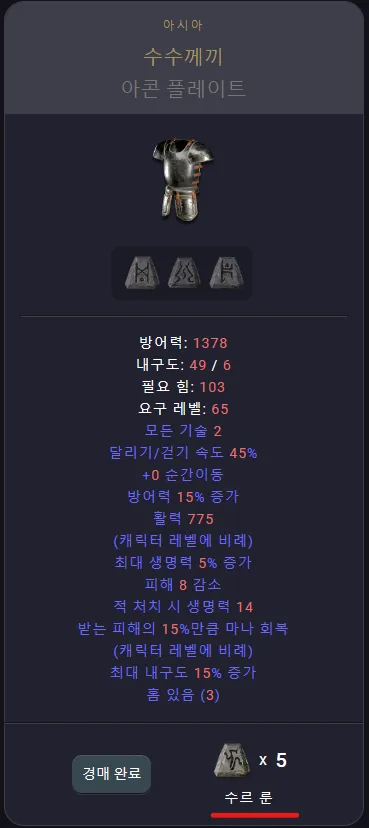 아시아
수수께끼
아콘 플레이트
방어력: 1378
내구도: 49 / 6
필요 힘: 103
요구 레벨: 65
모든 기술 2
달리기/걷기 속도 45%
+0 순간이동
방어력 15% 증가
활력 775
(캐릭터 레벨에 비례)
최대 생명력 5% 증가
피해 8 감소
적 처치 시 생명력 14
받는 피해의 15%만큼 마나 회복
(캐릭터 레벨에 비례)
최대 내구도 15% 증가
홈 있음 (3)
경매 완료
x 5
수르 룬